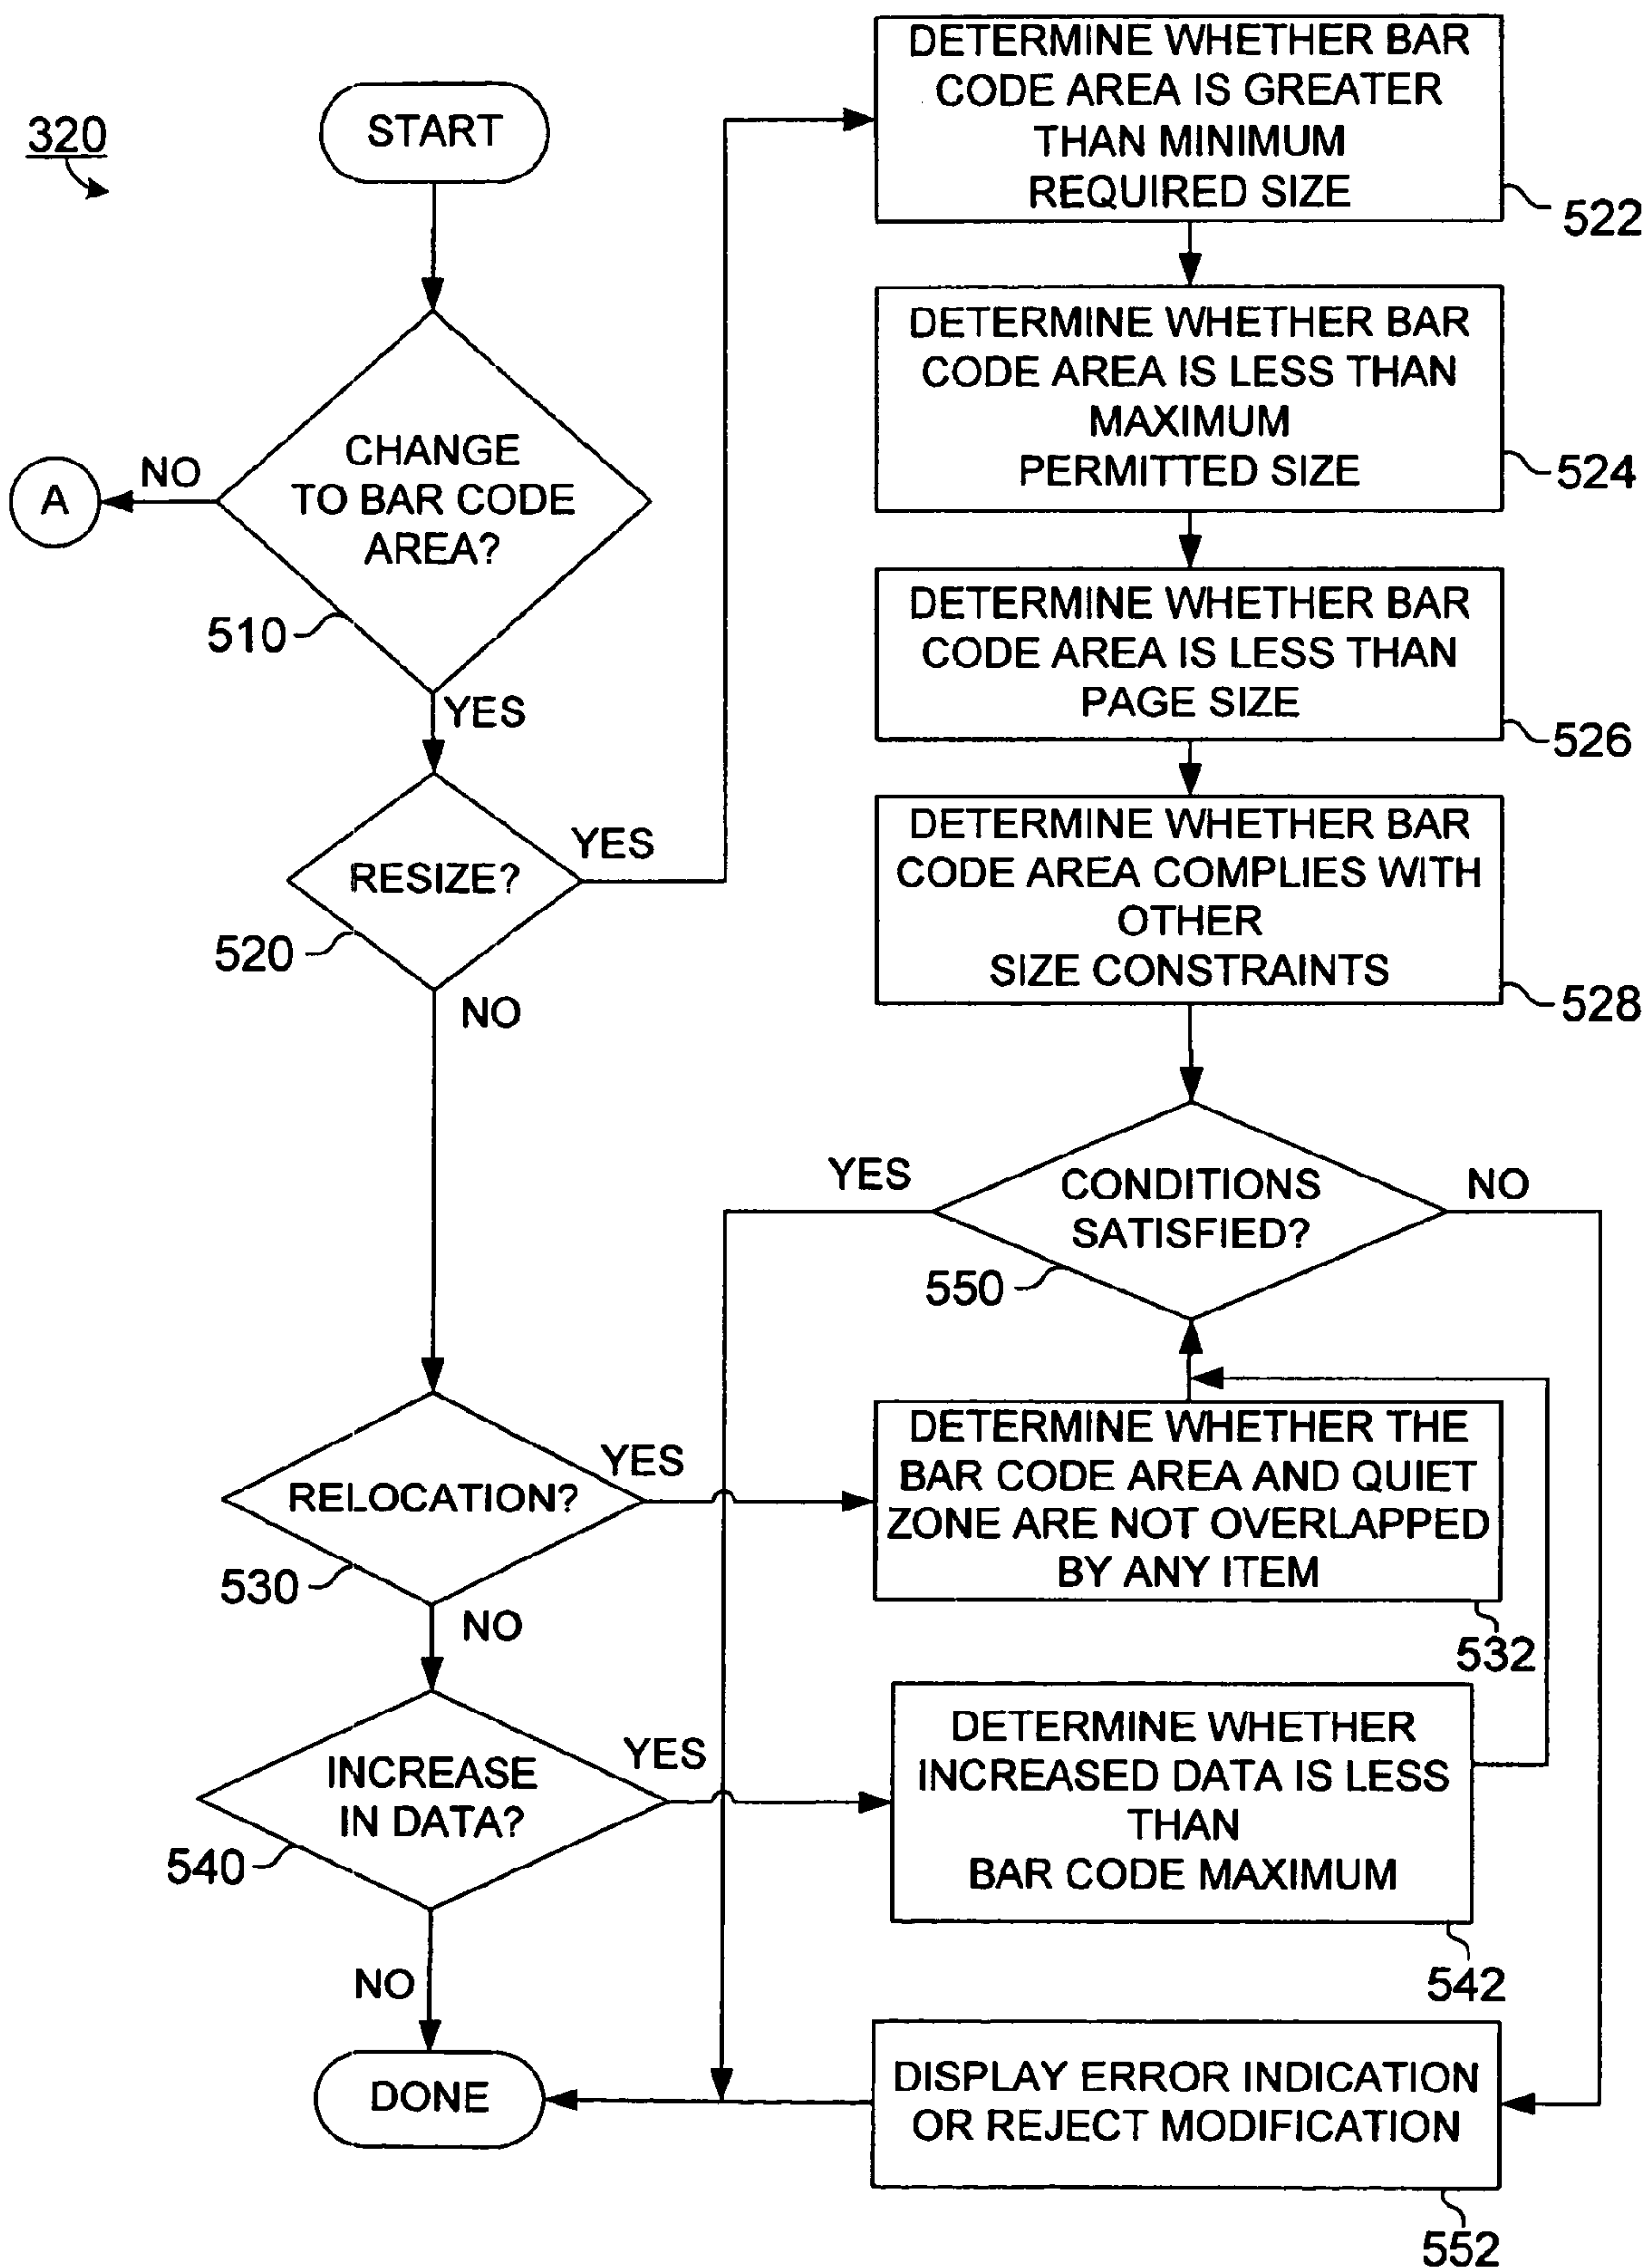 320
START
CHANGE
TO BAR CODE
AREA?
510
NO
A
YES
RESIZE?
520
YES
NO
DETERMINE WHETHER BAR
CODE AREA IS GREATER
THAN MINIMUM
REQUIRED SIZE
522
DETERMINE WHETHER BAR
CODE AREA IS LESS THAN
MAXIMUM
PERMITTED SIZE
524
DETERMINE WHETHER BAR
CODE AREA IS LESS THAN
PAGE SIZE
526
DETERMINE WHETHER BAR
CODE AREA COMPLIES WITH
OTHER
SIZE CONSTRAINTS
528
YES
CONDITIONS
SATISFIED?
NO
550
RELOCATION?
YES
530
NO
DETERMINE WHETHER THE
BAR CODE AREA AND QUIET
ZONE ARE NOT OVERLAPPED
BY ANY ITEM
532
INCREASE
IN DATA?
YES
540
NO
DETERMINE WHETHER
INCREASED DATA IS LESS
THAN
BAR CODE MAXIMUM
542
DONE
DISPLAY ERROR INDICATION
OR REJECT MODIFICATION
552